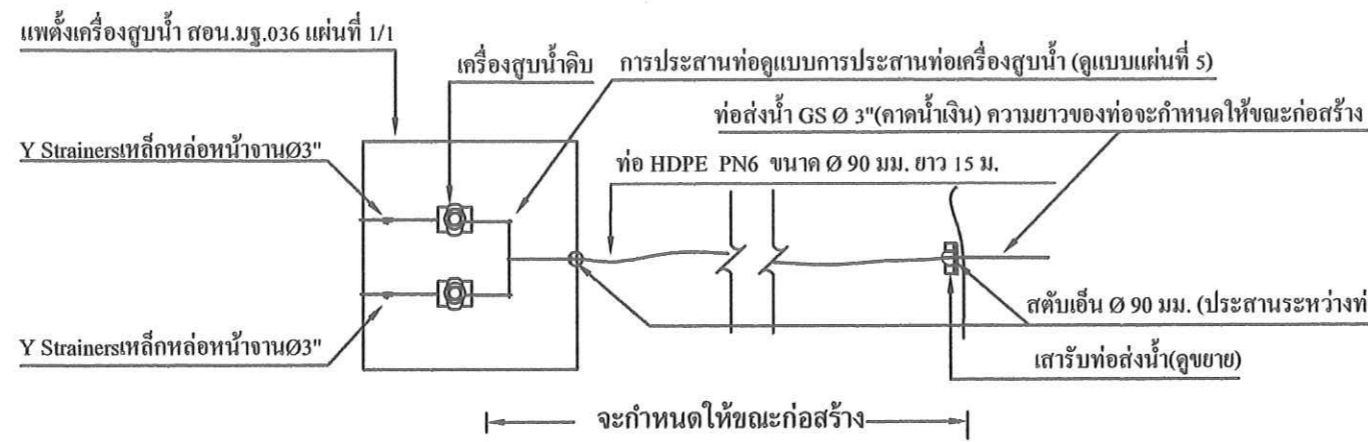 แพตั้งเครื่องสูบน้ำ สอน.มฐ.036 แผ่นที่ 1/1
เครื่องสูบน้ำดิบ
การประสานท่อดูแบบการประสานท่อเครื่องสูบน้ำ (ดูแบบแผ่นที่ 5)
ท่อส่งน้ำ GS Ø 3"(คาดน้ำเงิน) ความยาวของท่อจะกำหนดให้ขณะก่อสร้าง
Y Strainersเหล็กหล่อหน้าจานØ3"
ท่อ HDPE PN6 ขนาด Ø 90 มม. ยาว 15 ม.
สตับเอ็น Ø 90 มม. (ประสานระหว่างท่
Y Strainersเหล็กหล่อหน้าจานØ3"
เสารับท่อส่งน้ำ(ดูขยาย)
จะกำหนดให้ขณะก่อสร้าง